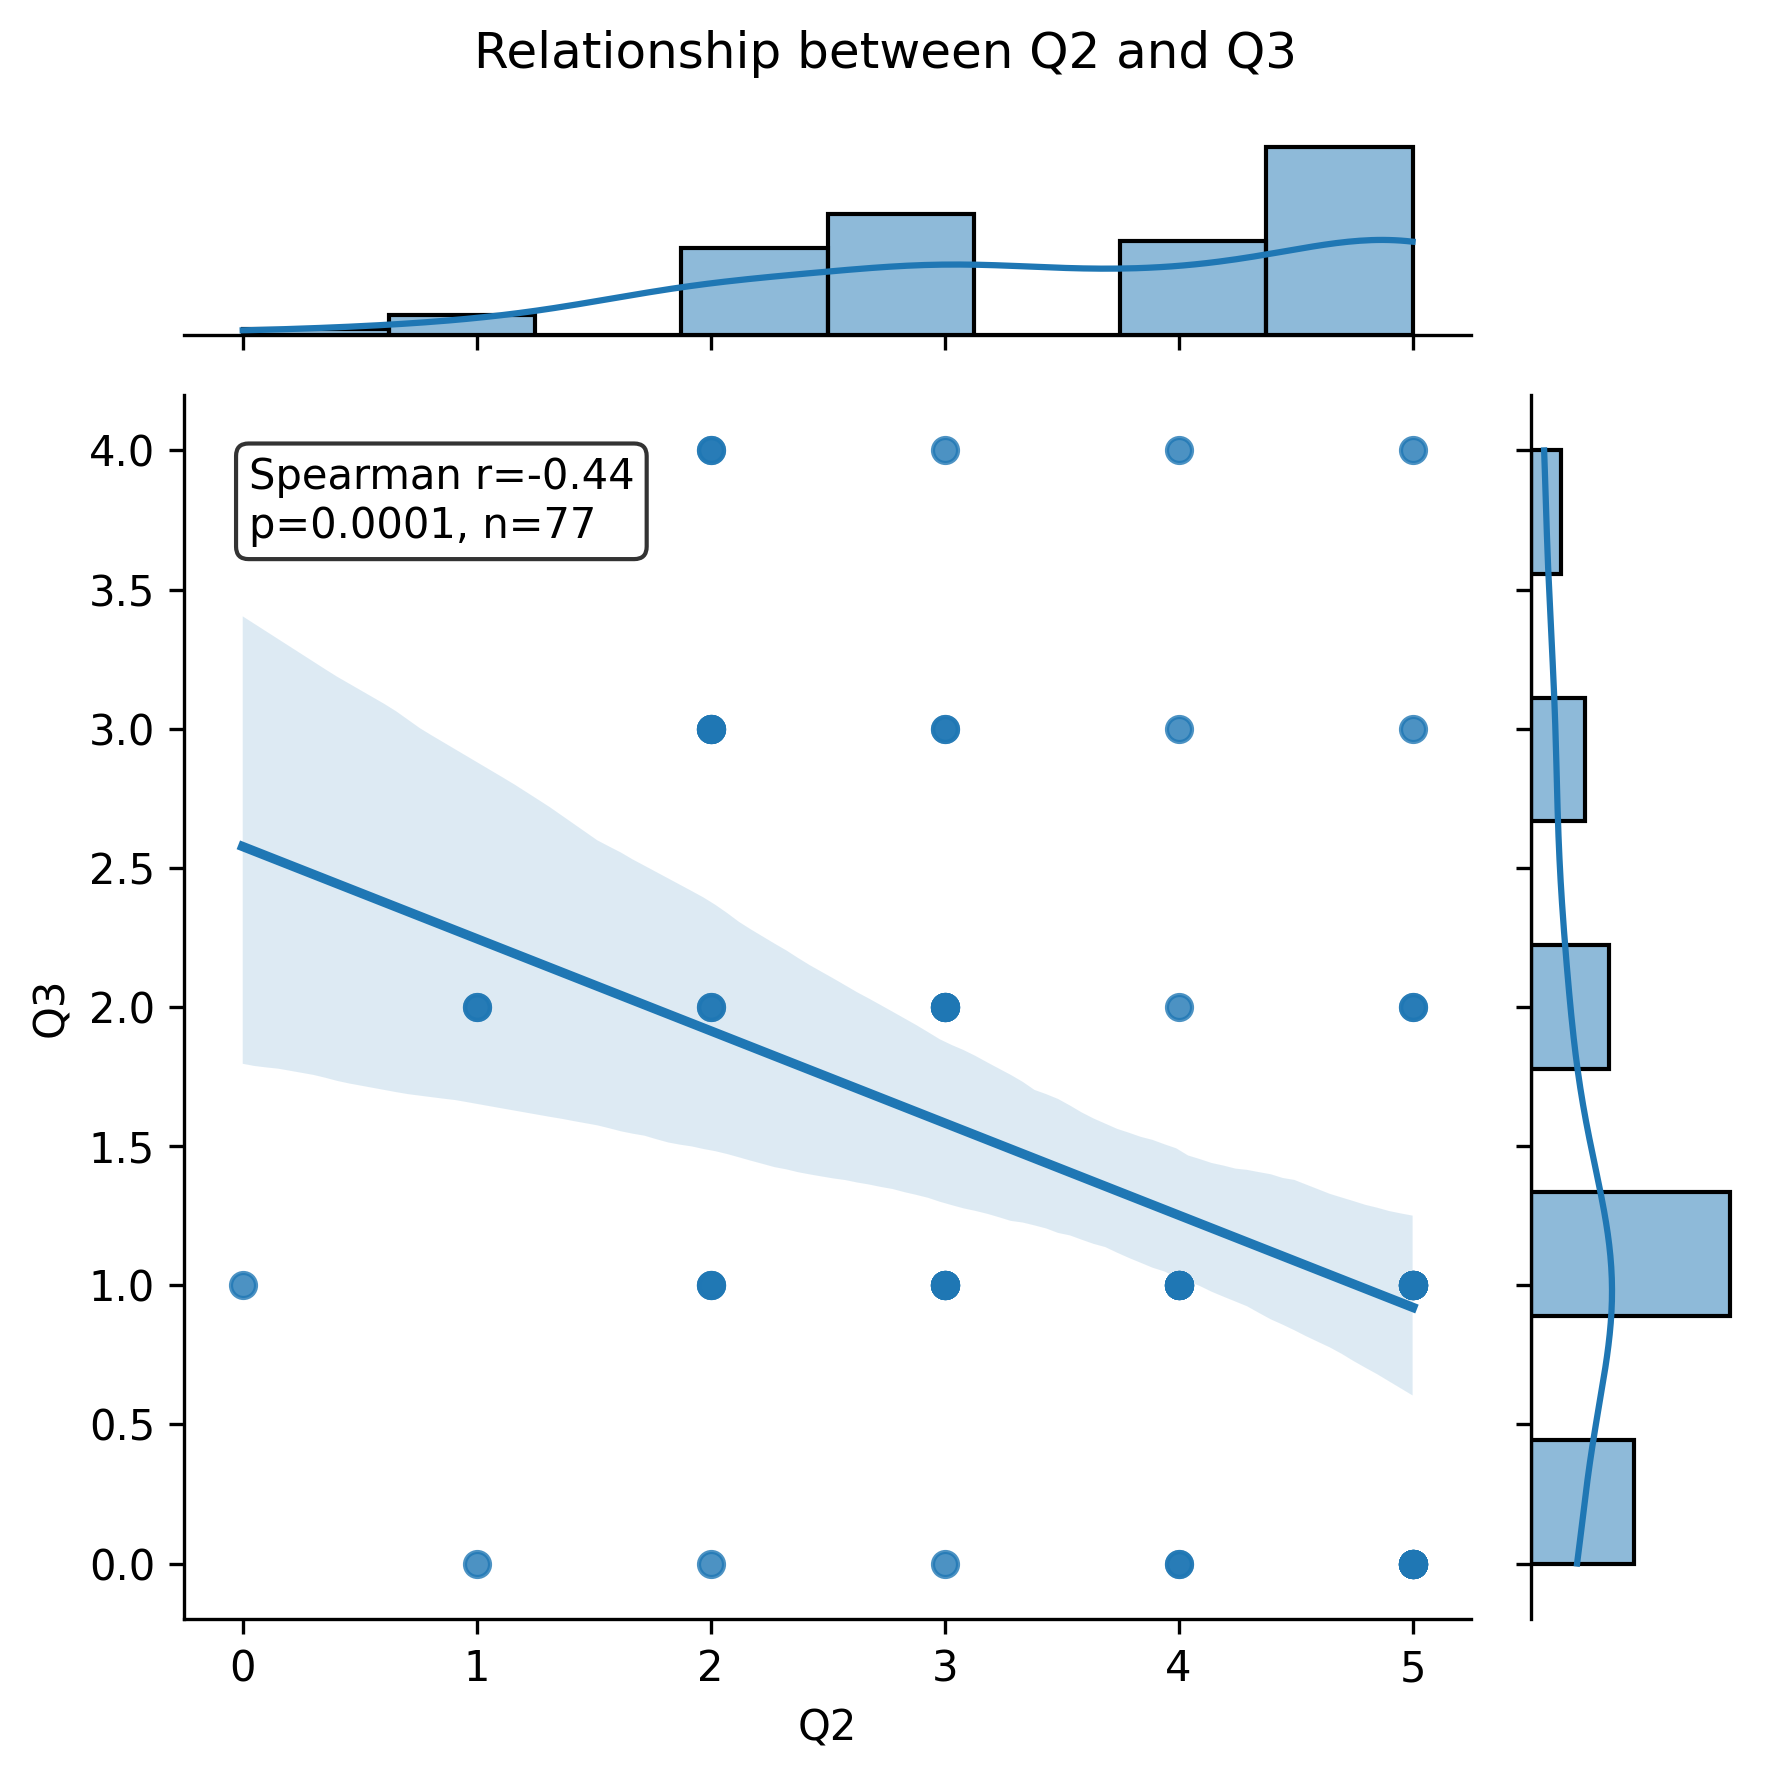 Relationship between Q2 and Q3
Spearman r=-0.44
p=0.0001, n=77
4.0
3.5
3.0
2.5
2.0
1.5
1.0
0.5
0.0
Q3
0 1 2 3 4 5
Q2